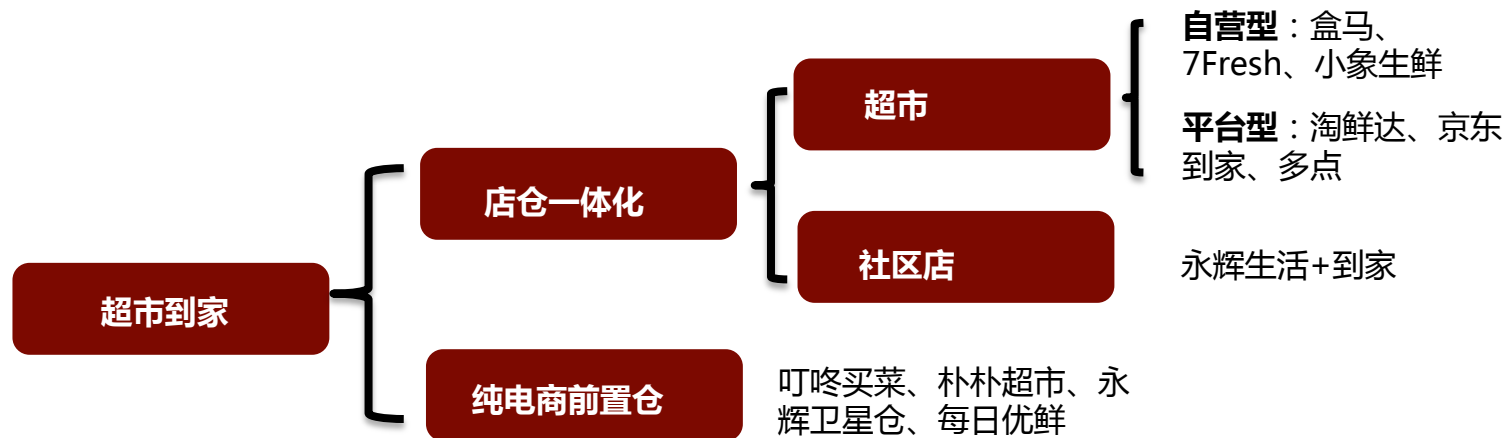 自营型：盒马、
7Fresh、小象生鲜
超市
平台型：淘鲜达、京东
到家、多点
店仓一体化
社区店
永辉生活+到家
超市到家
纯电商前置仓
叮咚买菜、朴朴超市、永
辉卫星仓、每日优鲜